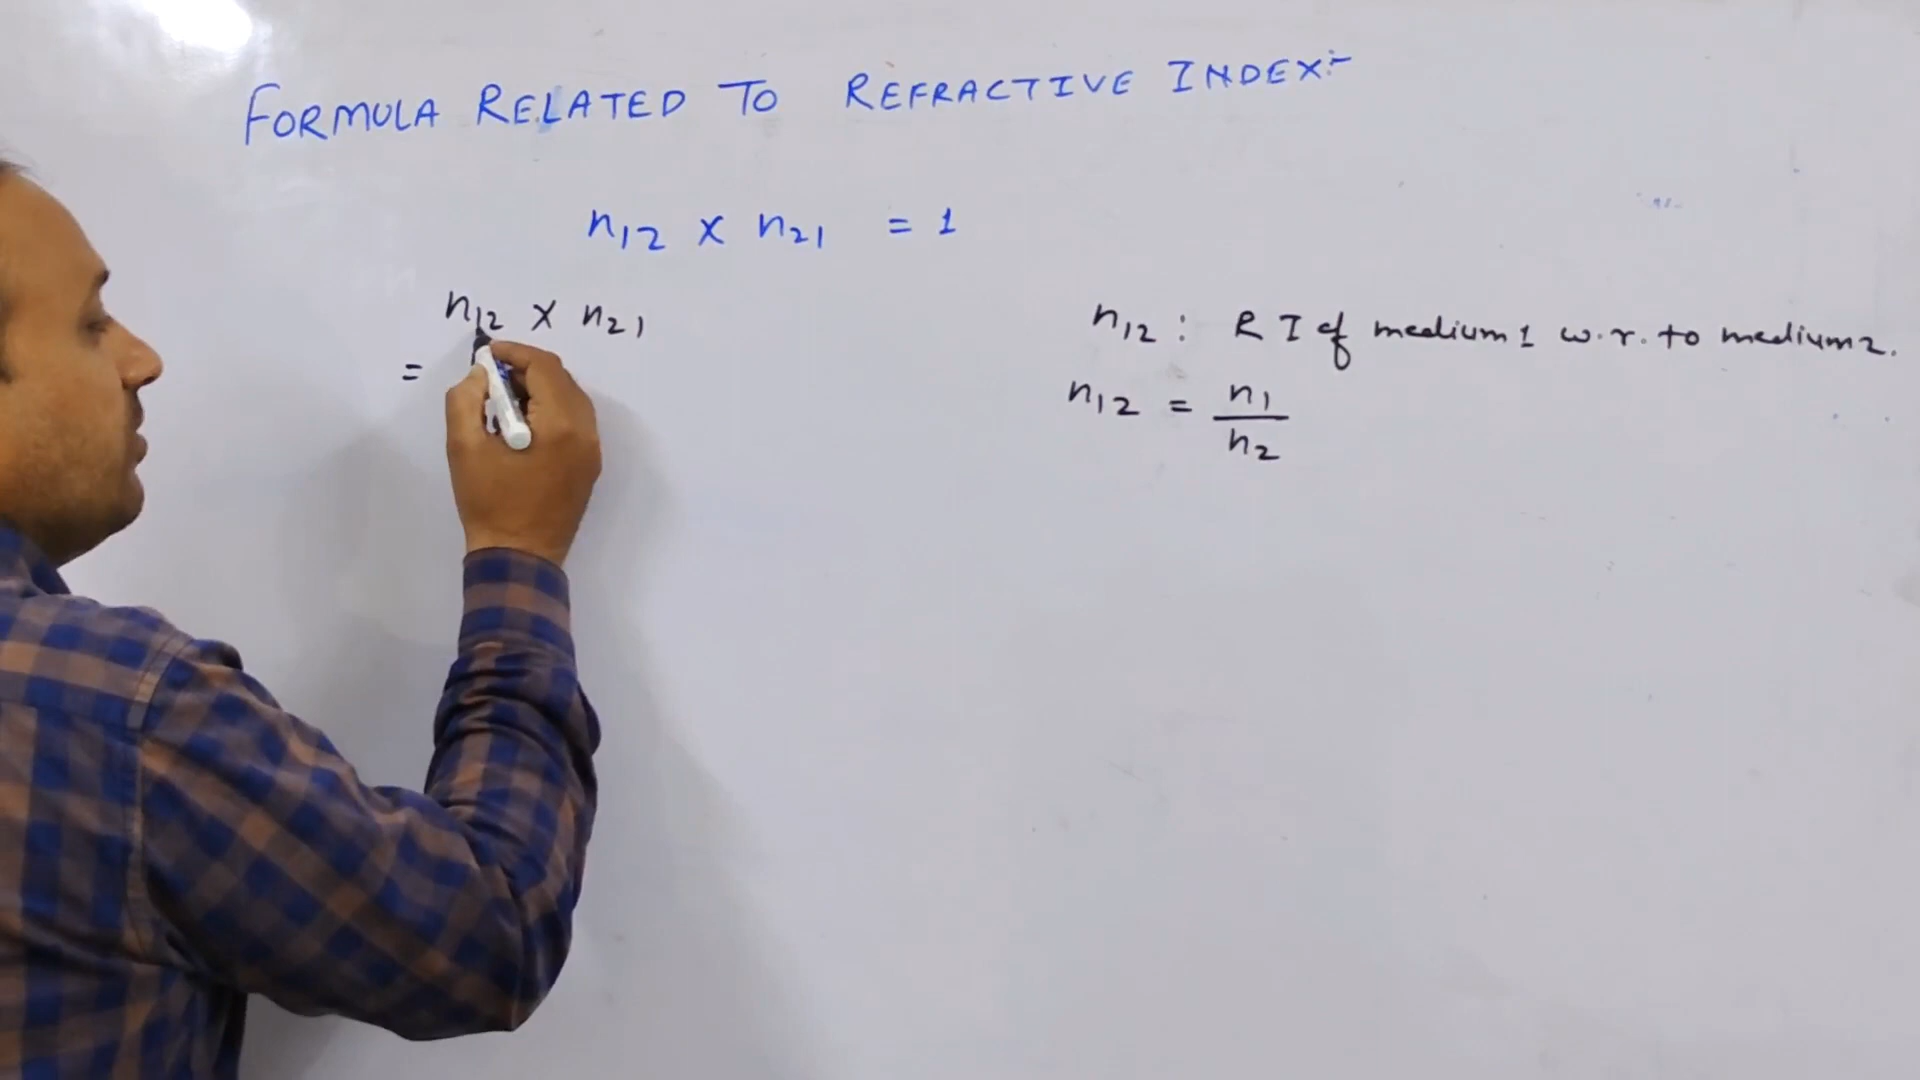 FORMULA RELATED TO REFRACTIVE INDEX:-
n₁₂ × n₂₁ = 1
n₁₂ × n₂₁
=
n₁₂ : R I of medium 1 w.r. to medium 2.
n₁₂ = n₁
n₂